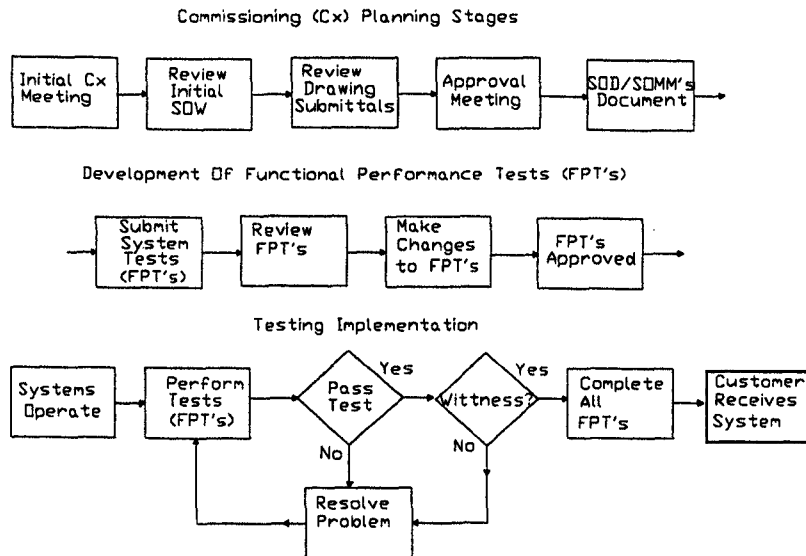 Commissioning (Cx) Planning Stages
Initial Cx
Meeting
Review
Initial
SOW
Review
Drawing
Submittals
Approval
Meeting
SOD/SOMM's
Document
Development Of Functional Performance Tests (FPT's)
Submit
System
Tests
(FPT's)
Review
FPT's
Make
Changes
to FPT's
FPT's
Approved
Testing Implementation
Systems
Operate
Perform
Tests
(FPT's)
Pass
Test
Yes
No
Wittness?
Yes
No
Complete
All
FPT's
Customer
Receives
System
Resolve
Problem